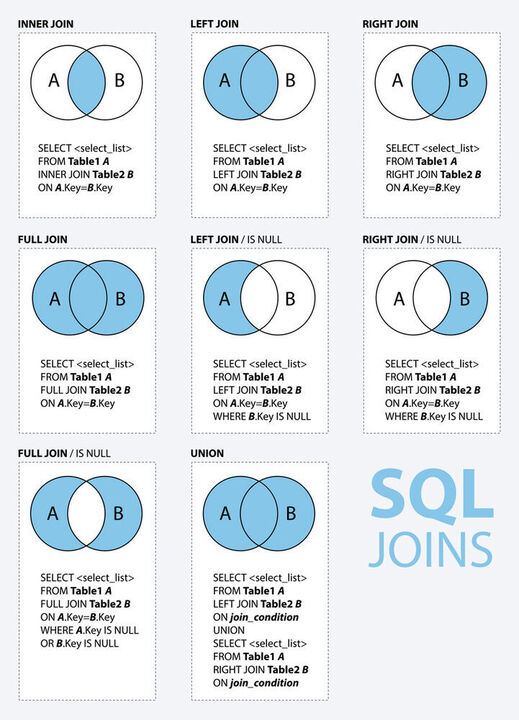 INNER JOIN
A B
SELECT <select_list>
FROM Table1 A
INNER JOIN Table2 B
ON A.Key=B.Key
LEFT JOIN
A B
SELECT <select_list>
FROM Table1 A
LEFT JOIN Table2 B
ON A.Key=B.Key
RIGHT JOIN
A B
SELECT <select_list>
FROM Table1 A
RIGHT JOIN Table2 B
ON A.Key=B.Key
FULL JOIN
A B
SELECT <select_list>
FROM Table1 A
FULL JOIN Table2 B
ON A.Key=B.Key
LEFT JOIN / IS NULL
A B
SELECT <select_list>
FROM Table1 A
LEFT JOIN Table2 B
ON A.Key=B.Key
WHERE B.Key IS NULL
RIGHT JOIN / IS NULL
A B
SELECT <select_list>
FROM Table1 A
RIGHT JOIN Table2 B
ON A.Key=B.Key
WHERE B.Key IS NULL
FULL JOIN / IS NULL
A B
SELECT <select_list>
FROM Table1 A
FULL JOIN Table2 B
ON A.Key=B.Key
WHERE A.Key IS NULL
OR B.Key IS NULL
UNION
A B
SELECT <select_list>
FROM Table1 A
LEFT JOIN Table2 B
ON join_condition
UNION
SELECT <select_list>
FROM Table1 A
RIGHT JOIN Table2 B
ON join_condition
SQL
JOINS